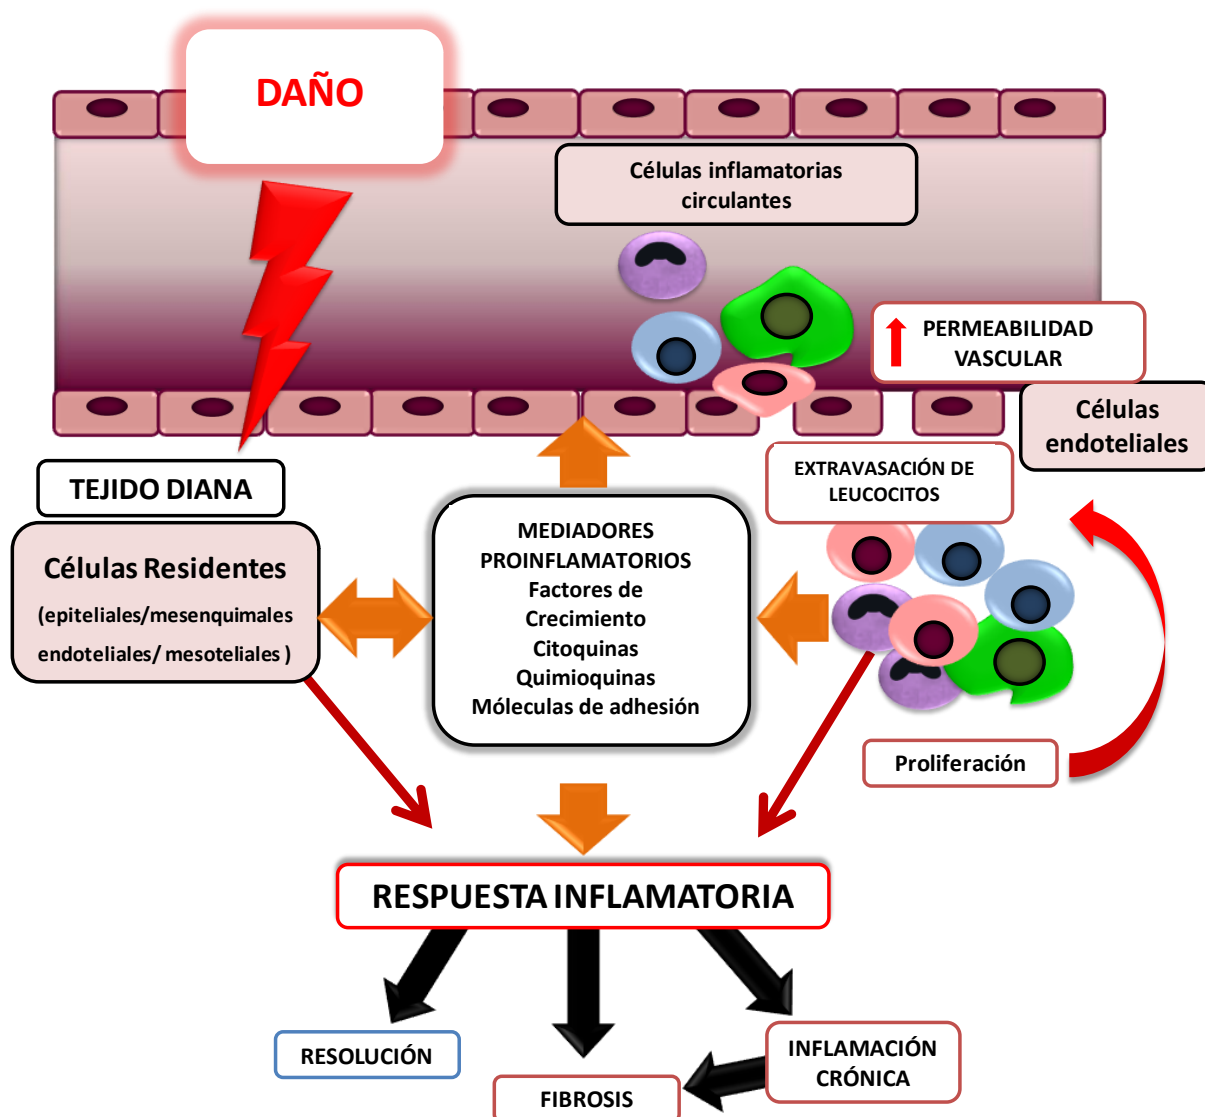 DAÑO
Células inflamatorias
circulantes
PERMEABILIDAD
VASCULAR
Células
endoteliales
EXTRAVASACIÓN DE
LEUCOCITOS
TEJIDO DIANA
Células Residentes
(epiteliales/mesenquimales
endoteliales/ mesoteliales )
MEDIADORES
PROINFLAMATORIOS
Factores de
Crecimiento
Citoquinas
Quimioquinas
Móleculas de adhesión
Proliferación
RESPUESTA INFLAMATORIA
RESOLUCIÓN
INFLAMACIÓN
CRÓNICA
FIBROSIS